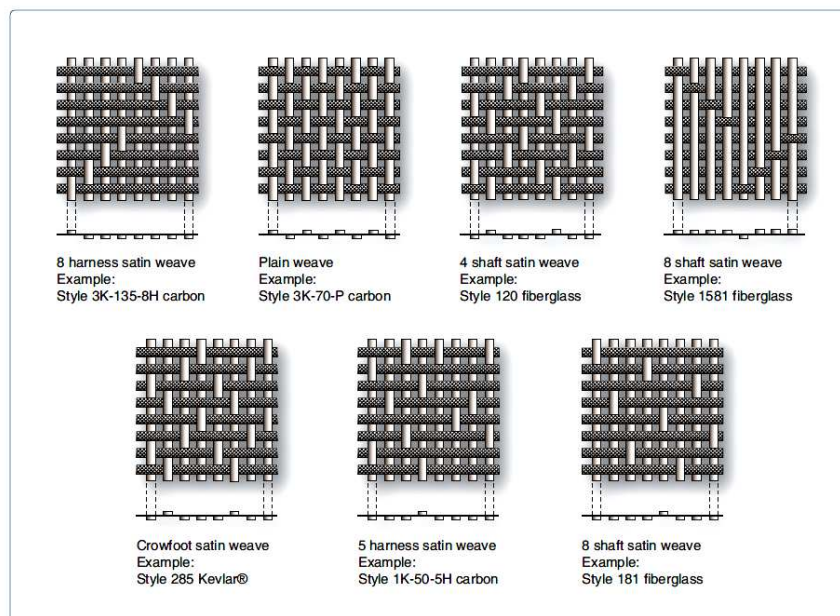 8 harness satin weave
Example:
Style 3K-135-8H carbon
Plain weave
Example:
Style 3K-70-P carbon
4 shaft satin weave
Example:
Style 120 fiberglass
8 shaft satin weave
Example:
Style 1581 fiberglass
Crowfoot satin weave
Example:
Style 285 Kevlar®
5 harness satin weave
Example:
Style 1K-50-5H carbon
8 shaft satin weave
Example:
Style 181 fiberglass